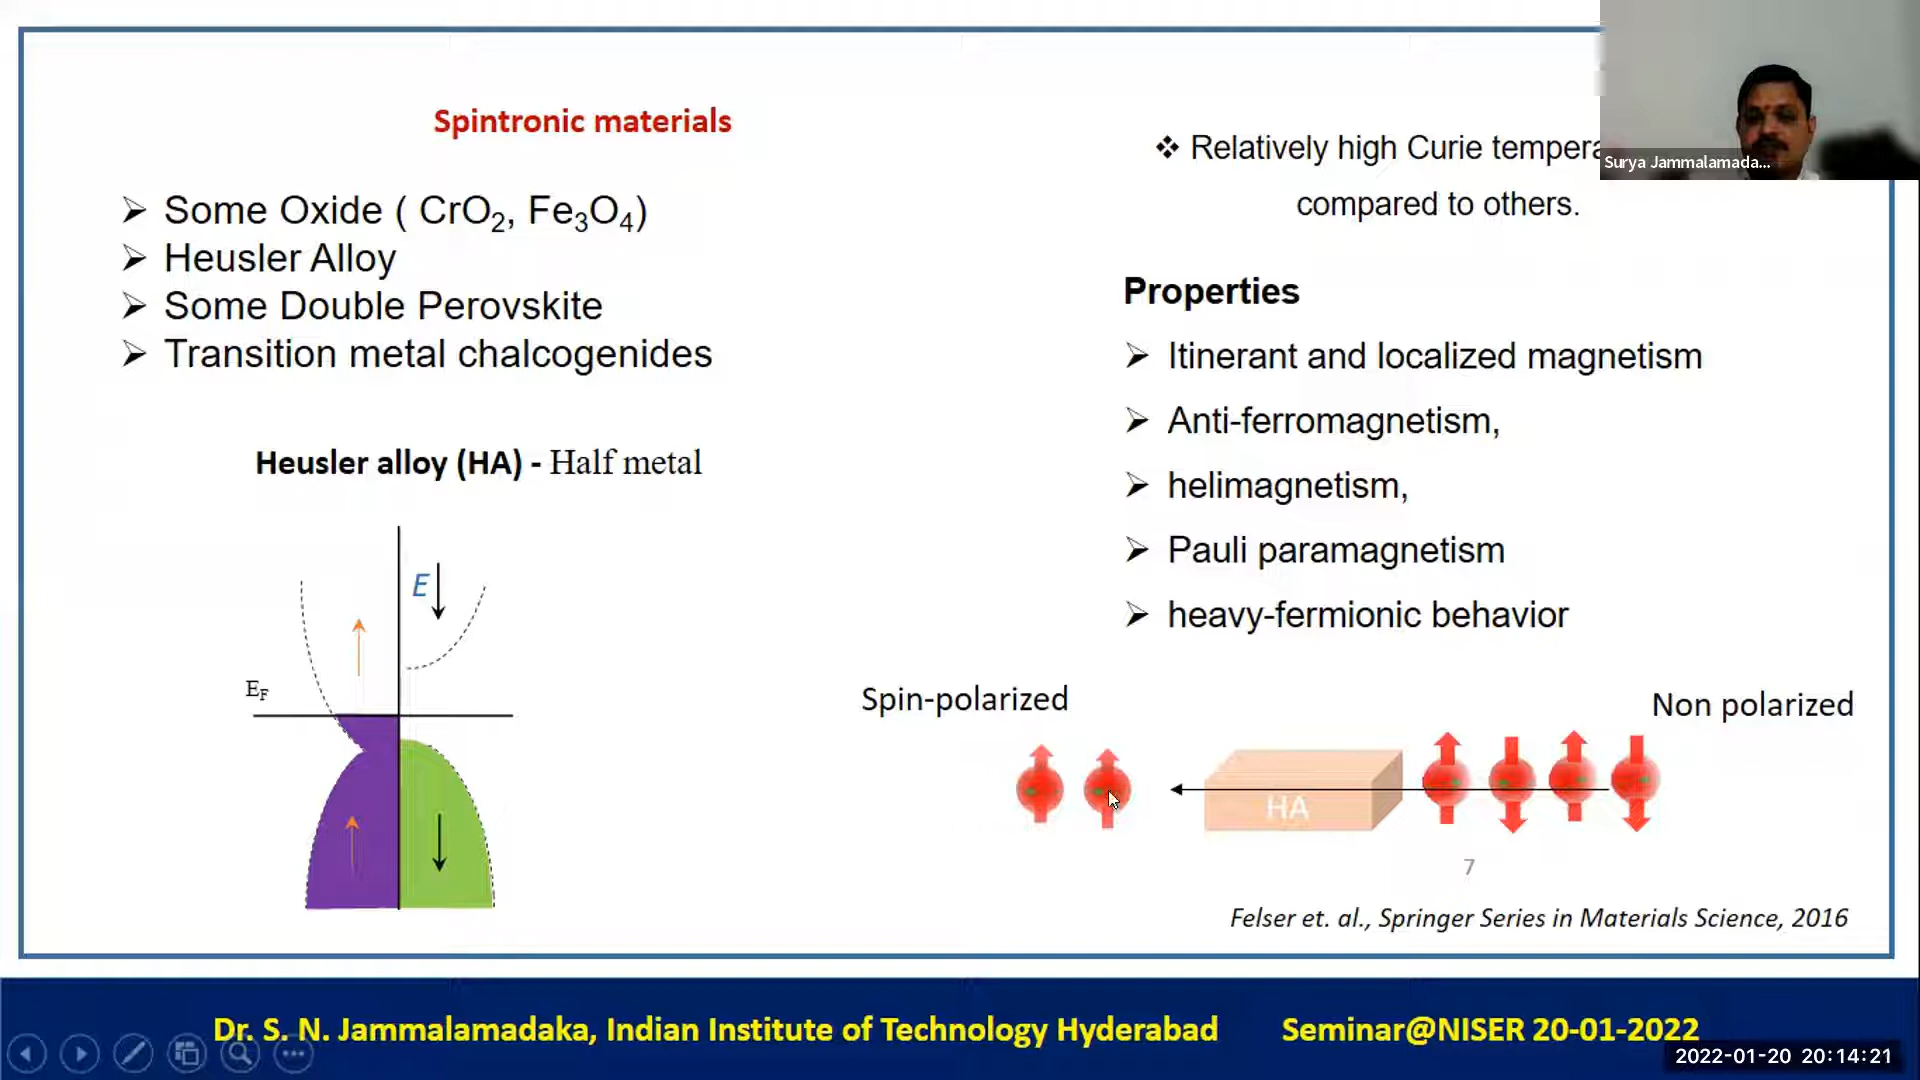 Spintronic materials
➢ Some Oxide ( CrO₂, Fe₃O₄)
➢ Heusler Alloy
➢ Some Double Perovskite
➢ Transition metal chalcogenides
Heusler alloy (HA) - Half metal
E
E_F
❖ Relatively high Curie tempera
compared to others.
Properties
➢ Itinerant and localized magnetism
➢ Anti-ferromagnetism,
➢ helimagnetism,
➢ Pauli paramagnetism
➢ heavy-fermionic behavior
Spin-polarized
Non polarized
HA
7
Felser et. al., Springer Series in Materials Science, 2016
Surya Jammalamada...
Dr. S. N. Jammalamadaka, Indian Institute of Technology Hyderabad Seminar@NISER 20-01-2022
2022-01-20 20:14:21